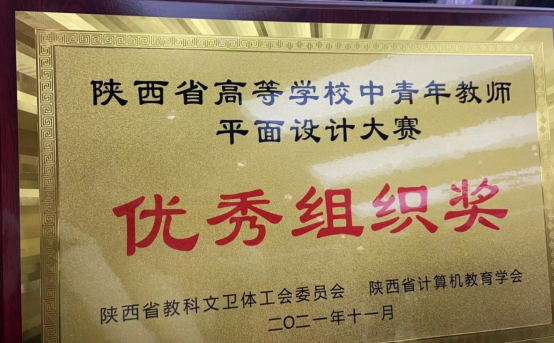 陕西省高等学校中青年教师
平面设计大赛
优秀组织奖
陕西省教科文卫体工会委员会 陕西省计算机教育学会
二〇二一年十一月